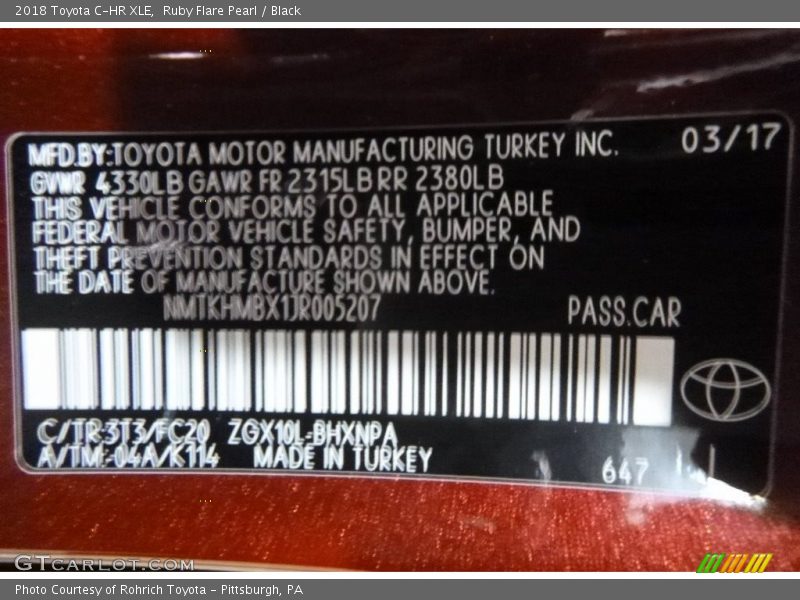 2018 Toyota C-HR XLE,  Ruby Flare Pearl / Black
MFD.BY:TOYOTA MOTOR MANUFACTURING TURKEY INC. 03/17
GVWR 4330LB GAWR FR 2315LB RR 2380LB
THIS VEHICLE CONFORMS TO ALL APPLICABLE
FEDERAL MOTOR VEHICLE SAFETY, BUMPER, AND
THEFT PREVENTION STANDARDS IN EFFECT ON
THE DATE OF MANUFACTURE SHOWN ABOVE.
NMTKHMBX1JR005207 PASS.CAR
C/TR:3T3/FC20 ZGX10L-BHXNPA
A/TM:-04A/K114 MADE IN TURKEY
647
GTCARLOT.COM
Photo Courtesy of Rohrich Toyota - Pittsburgh, PA